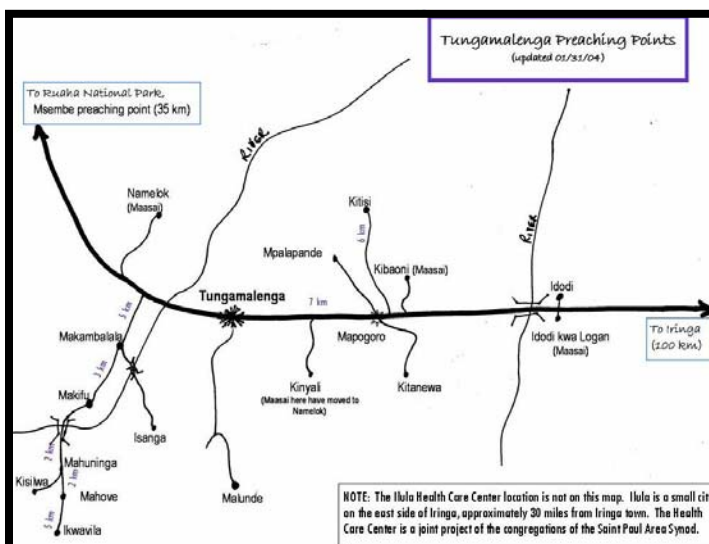 Tungamalenga Preaching Points
(updated 01/31/04)
To Ruaha National Park,
Msembe preaching point (35 km)
RIVER
RIVER
Namelok
(Maasai)
Kitisi
6 km
Mpalapande
Kibaoni (Maasai)
Tungamalenga
7 km
Idodi
5 km
Makambalala
Mapogoro
Idodi kwa Logan
(Maasai)
To Iringa
(100 km)
3 km
Kinyali
(Maasai here have moved to
Namelok)
Kitanewa
Makifu
Isanga
2 km
Mahuninga
Kisilwa
2 km
Mahove
Malunde
5 km
Ikwavila
NOTE: The Ilula Health Care Center location is not on this map. Ilula is a small cit
on the east side of Iringa, approximately 30 miles from Iringa town. The Health
Care Center is a joint project of the congregations of the Saint Paul Area Synod.